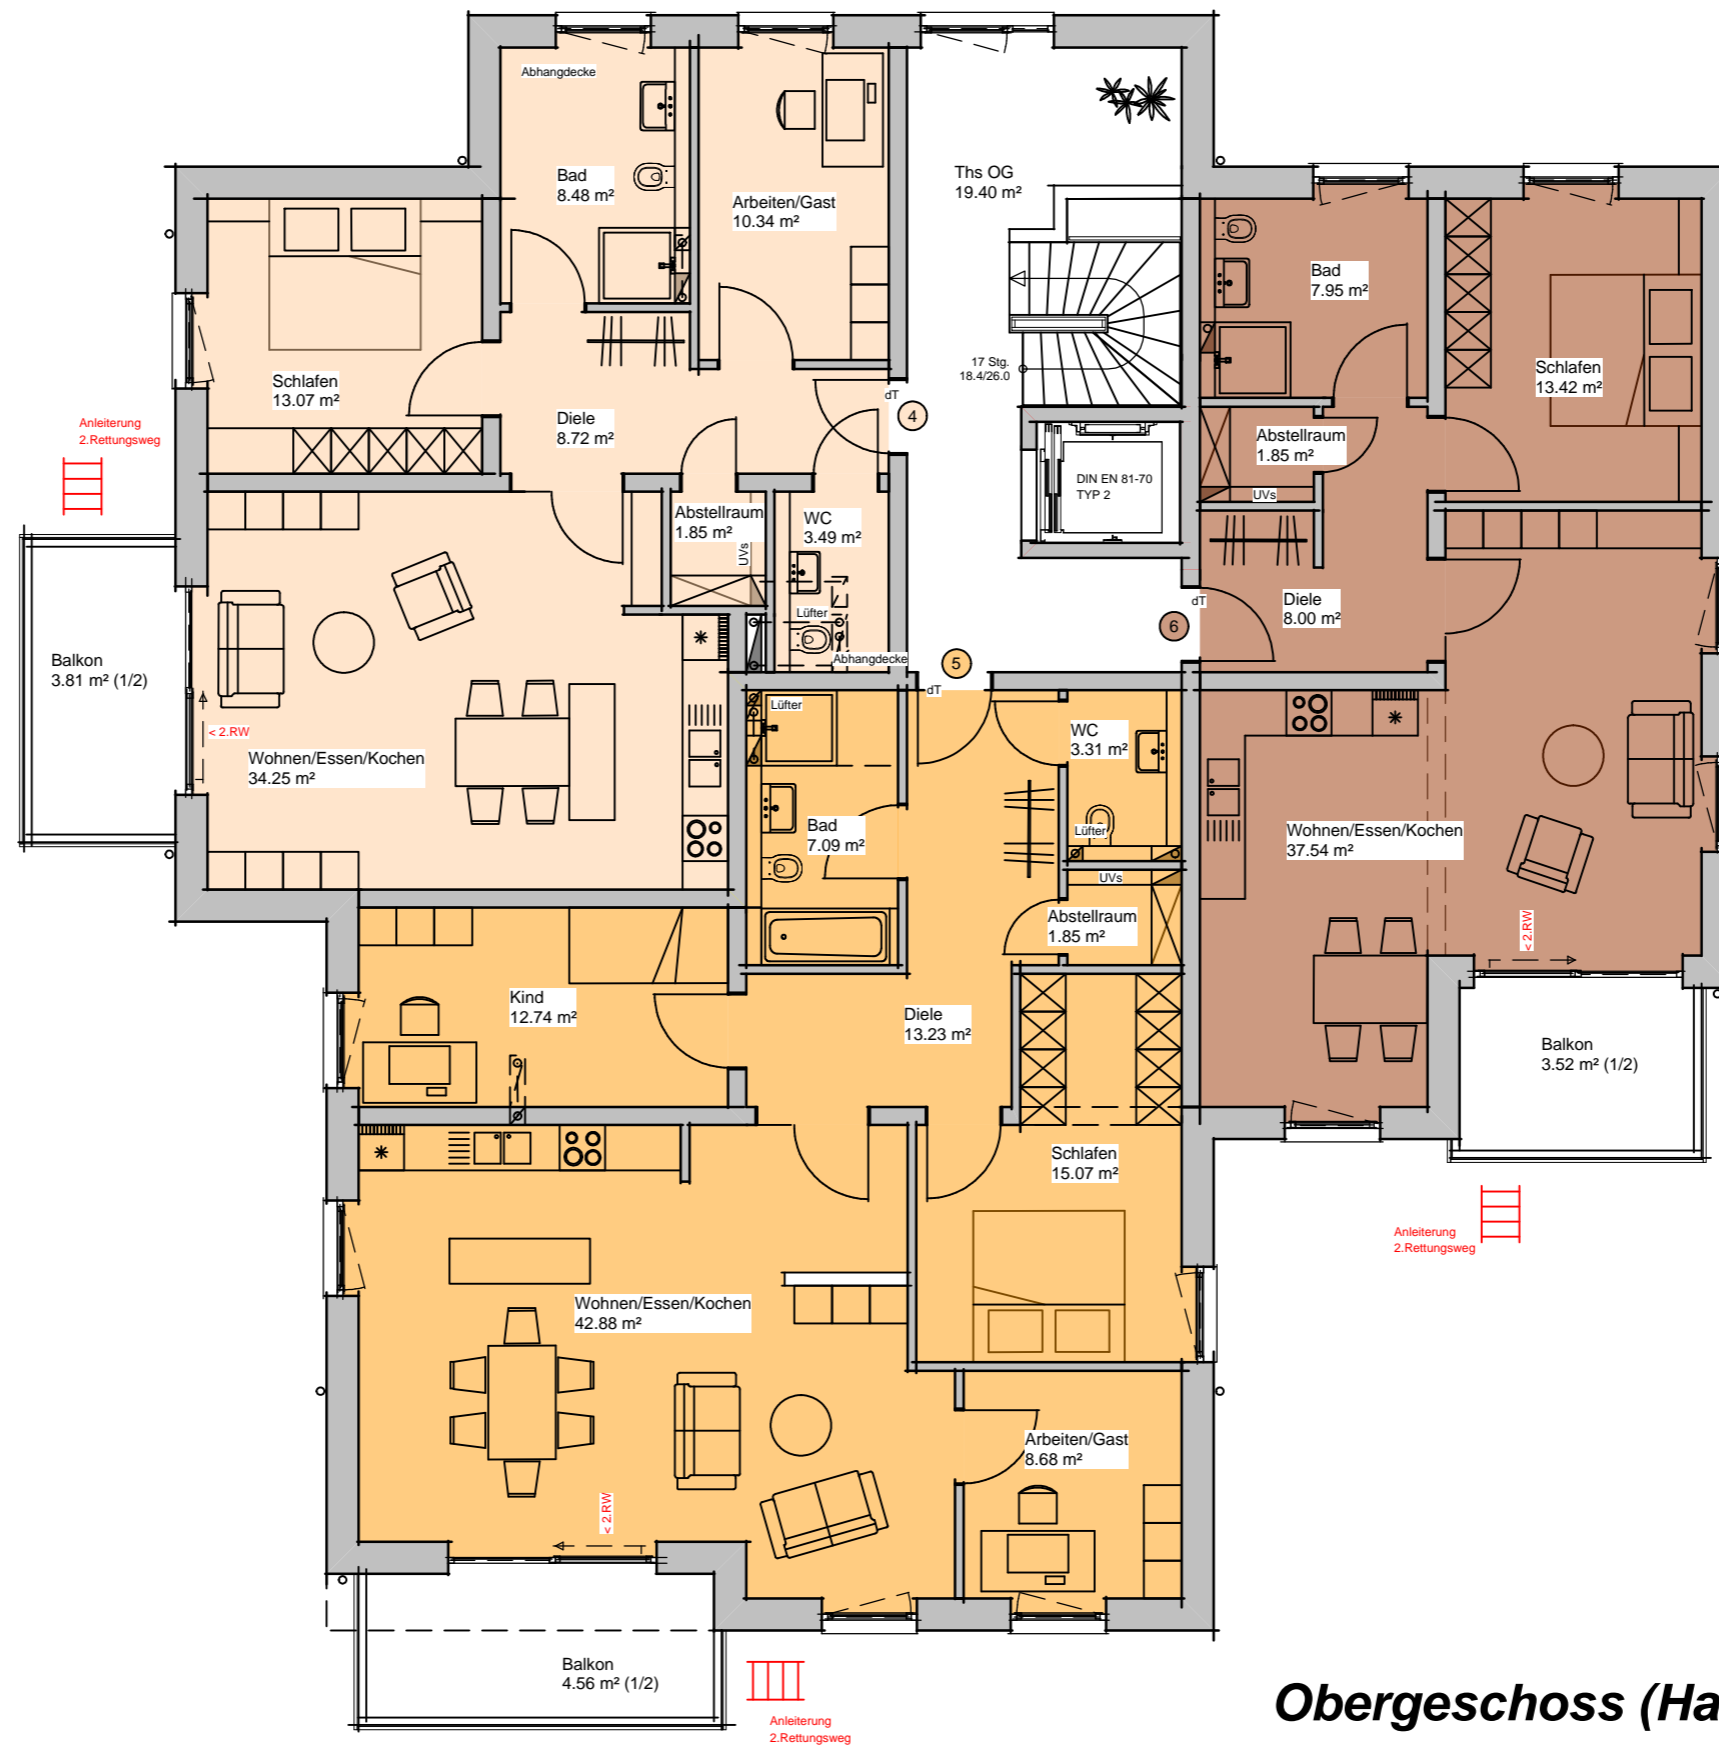 Abhangdecke
Bad
8.48 m²
Arbeiten/Gast
10.34 m²
Ths OG
19.40 m²
Bad
7.95 m²
Schlafen
13.07 m²
Schlafen
13.42 m²
17 Stg.
18.4/26.0
dT
4
Diele
8.72 m²
Anleiterung
2.Rettungsweg
Abstellraum
1.85 m²
UVs
DIN EN 81-70
TYP 2
Abstellraum
1.85 m²
UVs
WC
3.49 m²
Lüfter
Abhangdecke
dT
6
Diele
8.00 m²
Balkon
3.81 m² (1/2)
< 2.RW
Wohnen/Essen/Kochen
34.25 m²
5
dT
Lüfter
WC
3.31 m²
Lüfter
Bad
7.09 m²
Wohnen/Essen/Kochen
37.54 m²
UVs
Abstellraum
1.85 m²
< 2.RW
Kind
12.74 m²
Diele
13.23 m²
Balkon
3.52 m² (1/2)
Schlafen
15.07 m²
Anleiterung
2.Rettungsweg
Wohnen/Essen/Kochen
42.88 m²
Arbeiten/Gast
8.68 m²
< 2.RW
Balkon
4.56 m² (1/2)
Anleiterung
2.Rettungsweg
Obergeschoss (Ha